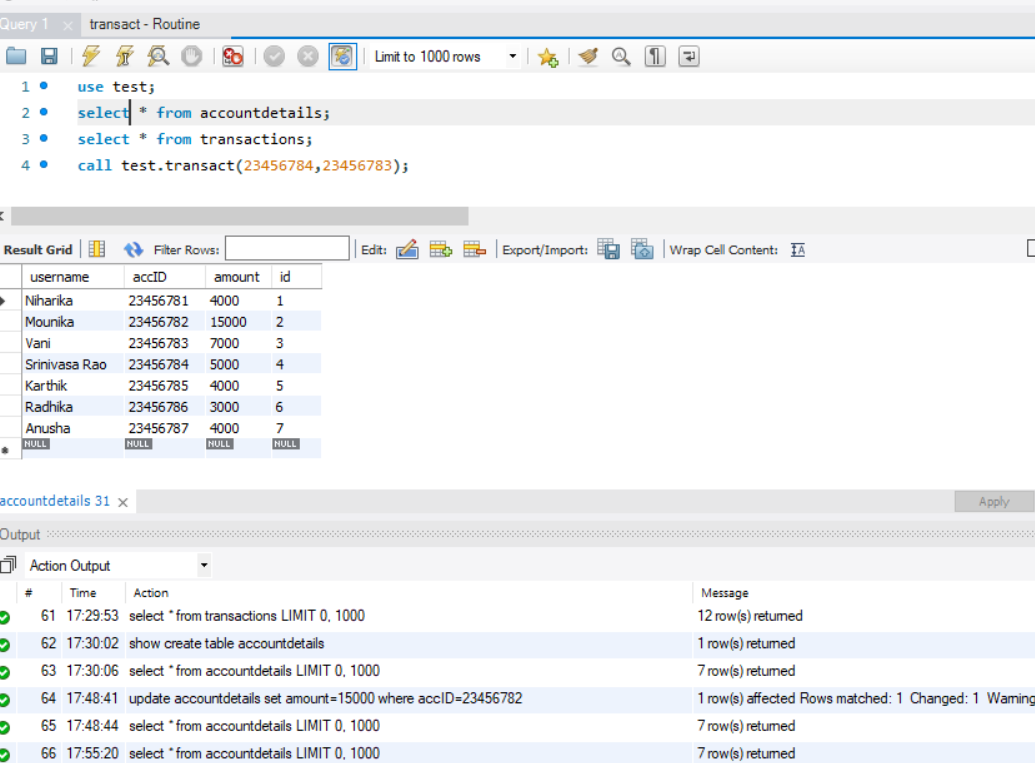 Query 1 × transact - Routine
Limit to 1000 rows
1 use test;
2 select * from accountdetails;
3 select * from transactions;
4 call test.transact(23456784,23456783);
Result Grid Filter Rows: Edit: Export/Import: Wrap Cell Content: IA
username accID amount id
Niharika 23456781 4000 1
Mounika 23456782 15000 2
Vani 23456783 7000 3
Srinivasa Rao 23456784 5000 4
Karthik 23456785 4000 5
Radhika 23456786 3000 6
Anusha 23456787 4000 7
NULL NULL NULL NULL
accountdetails 31 × Apply
Output
Action Output
# Time Action Message
61 17:29:53 select * from transactions LIMIT 0, 1000 12 row(s) returned
62 17:30:02 show create table accountdetails 1 row(s) returned
63 17:30:06 select * from accountdetails LIMIT 0, 1000 7 row(s) returned
64 17:48:41 update accountdetails set amount=15000 where accID=23456782 1 row(s) affected Rows matched: 1 Changed: 1 Warning
65 17:48:44 select * from accountdetails LIMIT 0, 1000 7 row(s) returned
66 17:55:20 select * from accountdetails LIMIT 0, 1000 7 row(s) returned